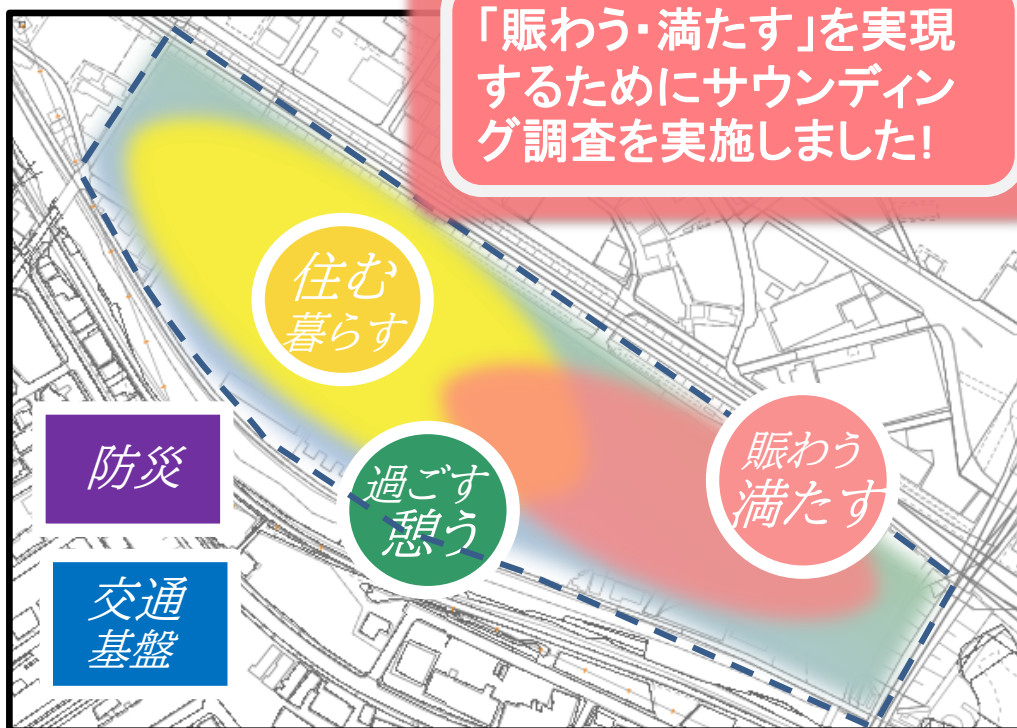 「賑わう・満たす」を実現
するためにサウンディン
グ調査を実施しました!
住む
暮らす
賑わう
満たす
過ごす
憩う
防災
交通
基盤